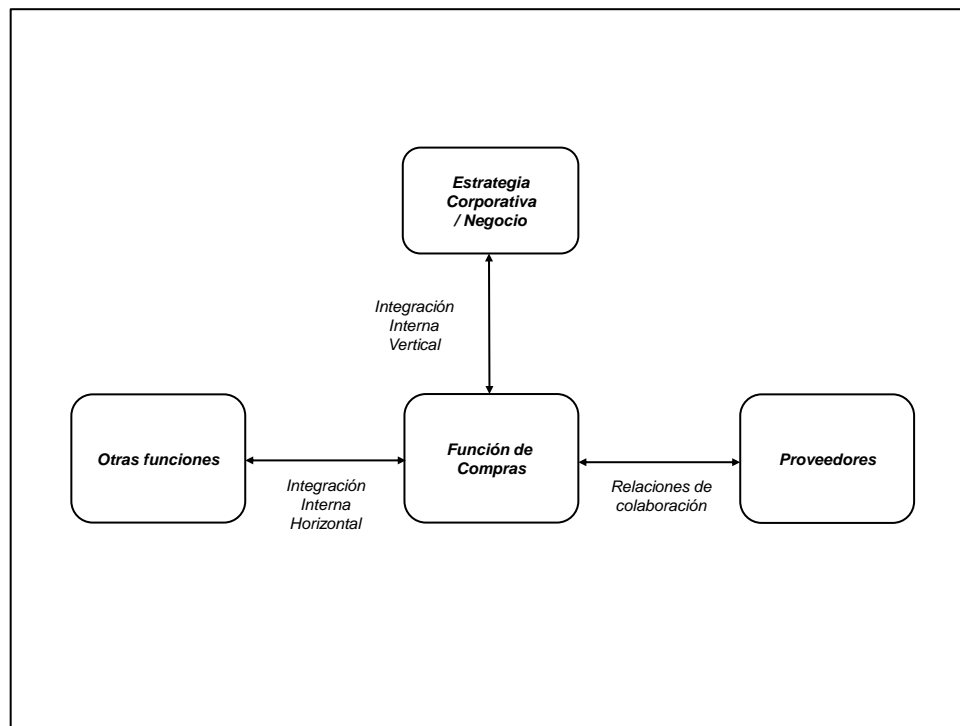 Estrategia
Corporativa
/ Negocio
Integración
Interna
Vertical
Otras funciones
Función de
Compras
Proveedores
Integración
Interna
Horizontal
Relaciones de
colaboración